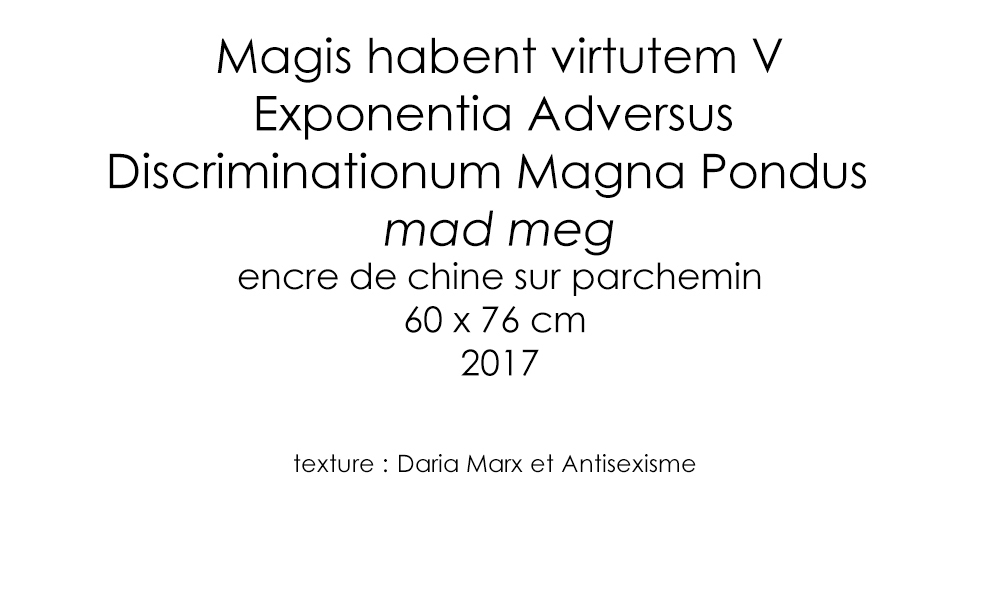 Magis habent virtutem V
Exponentia Adversus
Discriminationum Magna Pondus
mad meg
encre de chine sur parchemin
60 x 76 cm
2017
texture : Daria Marx et Antisexisme